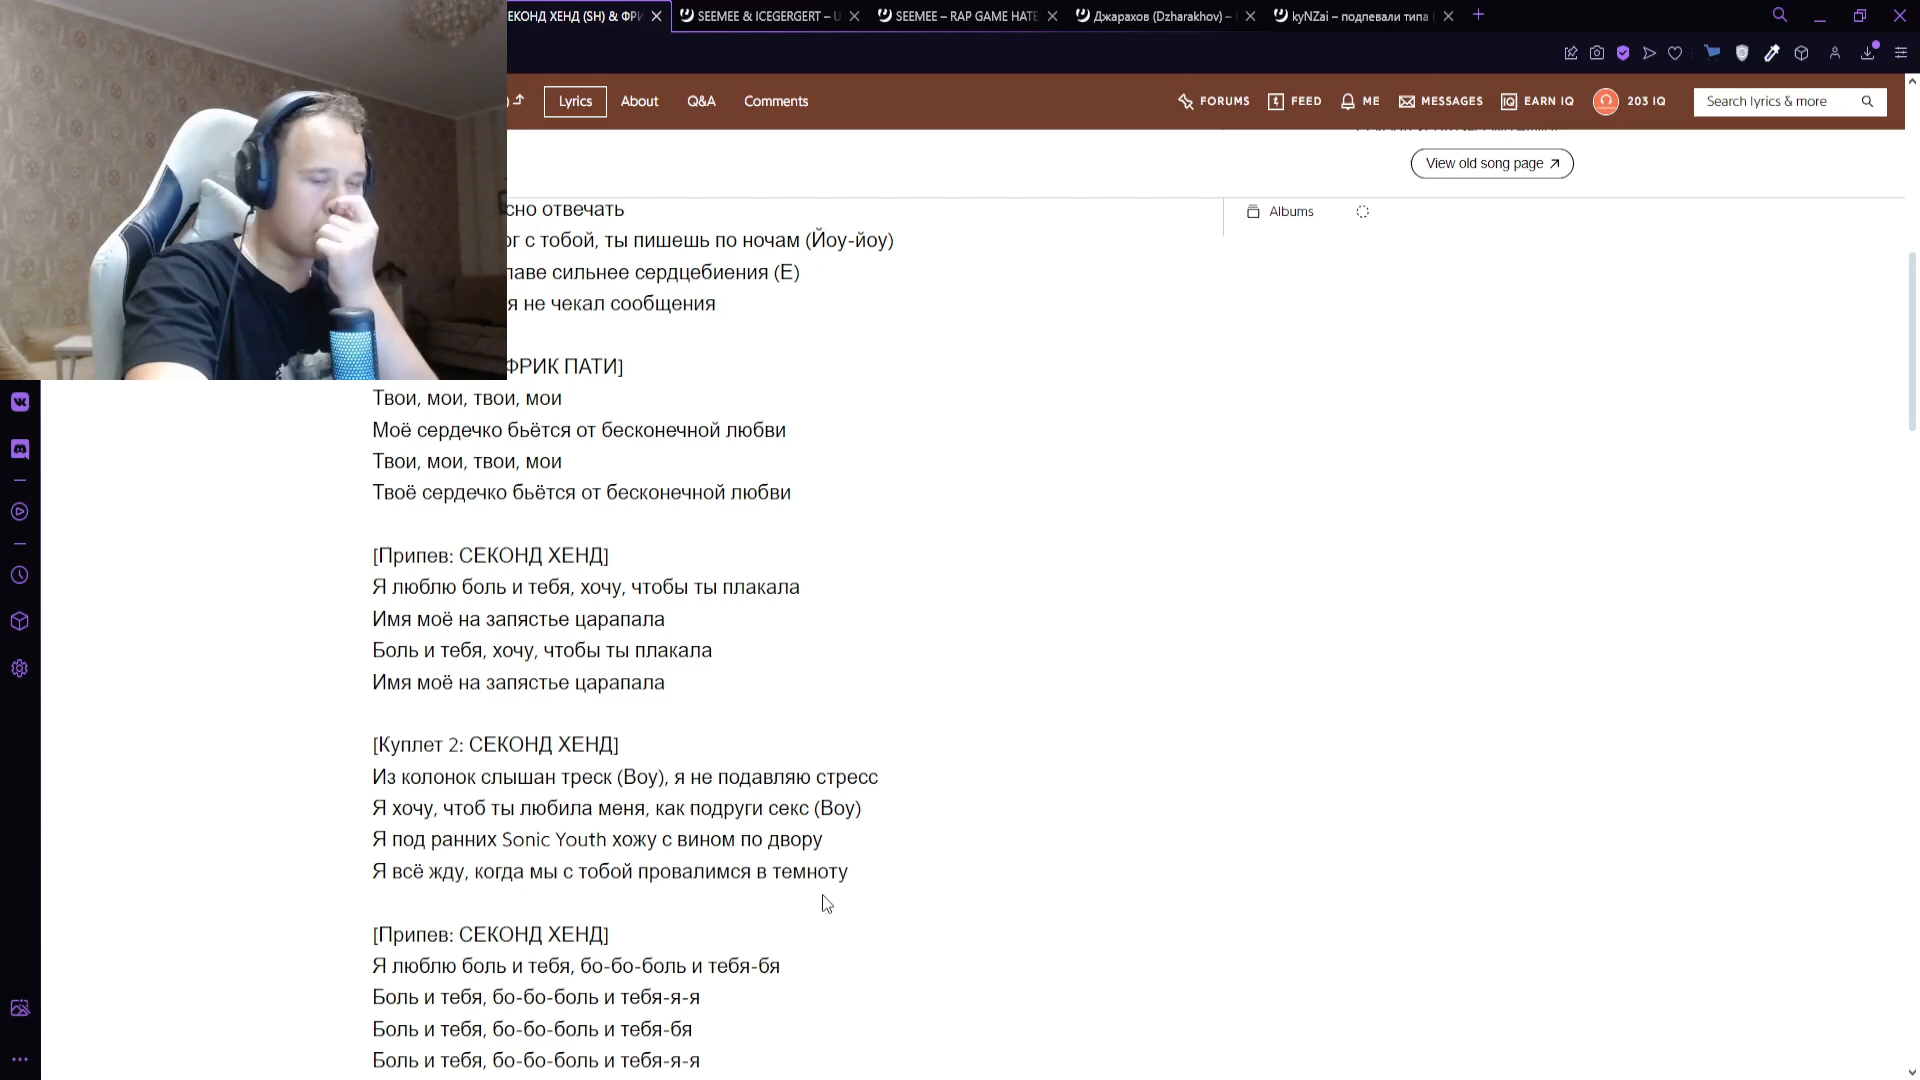 ЕКОНД ХЕНД (SH) & ФРИ
SEEMEE & ICEGERGERT – U
SEEMEE – RAP GAME HATE
Джарахов (Dzharakhov) –
kyNZai – подпевали типа
Lyrics
About
Q&A
Comments
FORUMS
FEED
ME
MESSAGES
EARN IQ
203 IQ
Search lyrics & more
View old song page
Albums
сно отвечать
ог с тобой, ты пишешь по ночам (Йоу-йоу)
лаве сильнее сердцебиения (Е)
я не чекал сообщения
ФРИК ПАТИ]
Твои, мои, твои, мои
Моё сердечко бьётся от бесконечной любви
Твои, мои, твои, мои
Твоё сердечко бьётся от бесконечной любви
[Припев: СЕКОНД ХЕНД]
Я люблю боль и тебя, хочу, чтобы ты плакала
Имя моё на запястье царапала
Боль и тебя, хочу, чтобы ты плакала
Имя моё на запястье царапала
[Куплет 2: СЕКОНД ХЕНД]
Из колонок слышан треск (Воу), я не подавляю стресс
Я хочу, чтоб ты любила меня, как подруги секс (Воу)
Я под ранних Sonic Youth хожу с вином по двору
Я всё жду, когда мы с тобой провалимся в темноту
[Припев: СЕКОНД ХЕНД]
Я люблю боль и тебя, бо-бо-боль и тебя-бя
Боль и тебя, бо-бо-боль и тебя-я-я
Боль и тебя, бо-бо-боль и тебя-бя
Боль и тебя, бо-бо-боль и тебя-я-я